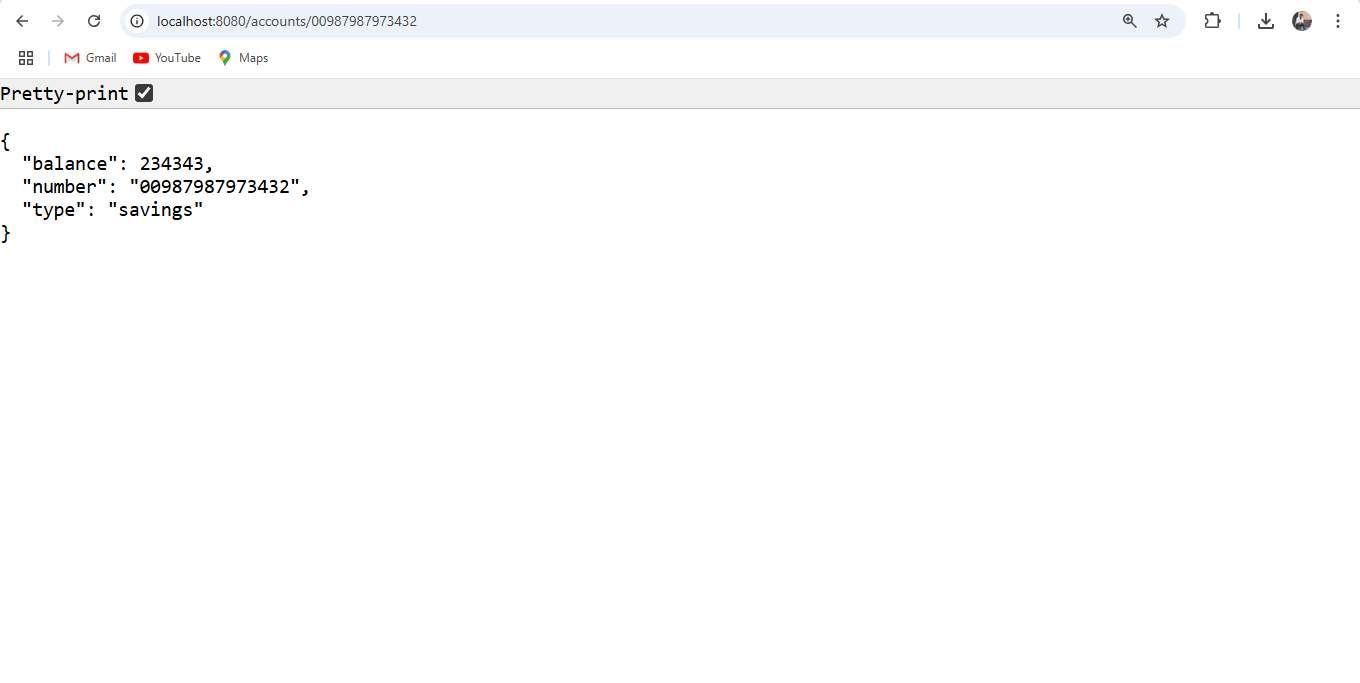 localhost:8080/accounts/00987987973432
Gmail YouTube Maps
Pretty-print
{
  "balance": 234343,
  "number": "00987987973432",
  "type": "savings"
}